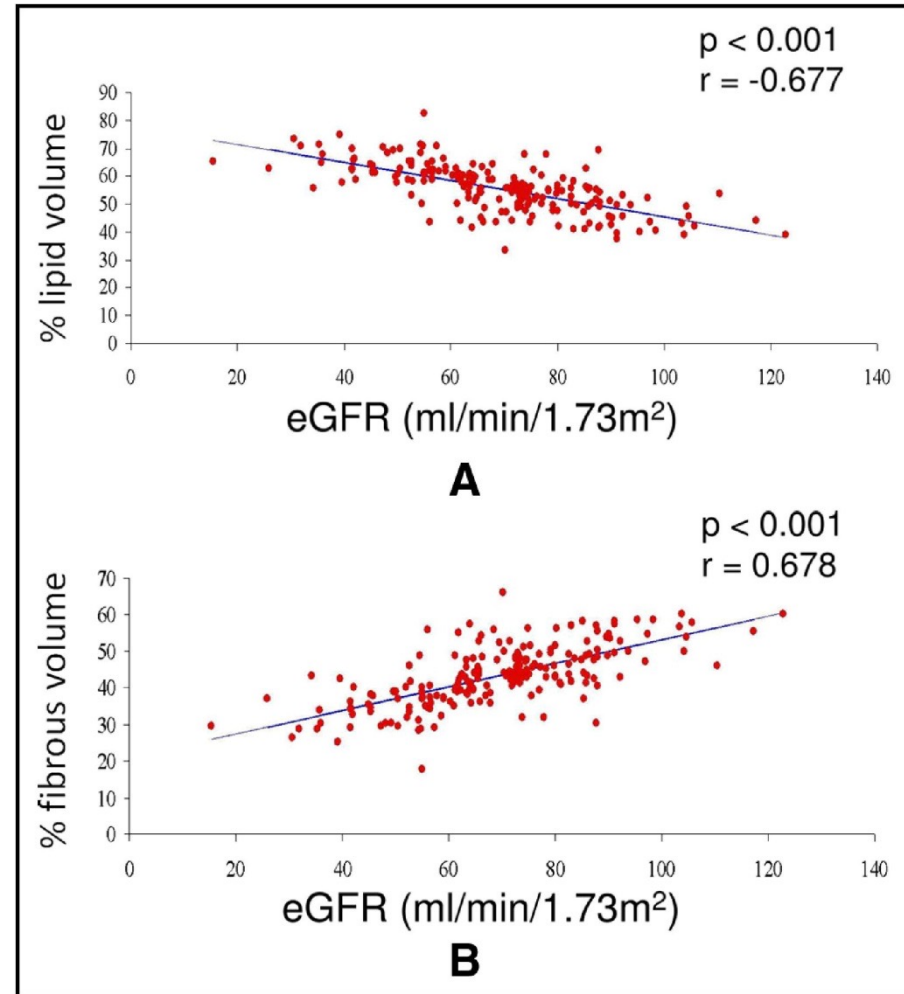 p < 0.001
r = -0.677
% lipid volume
90
80
70
60
50
40
30
20
10
0
0 20 40 60 80 100 120 140
eGFR (ml/min/1.73m²)
A
p < 0.001
r = 0.678
% fibrous volume
70
60
50
40
30
20
10
0
0 20 40 60 80 100 120 140
eGFR (ml/min/1.73m²)
B